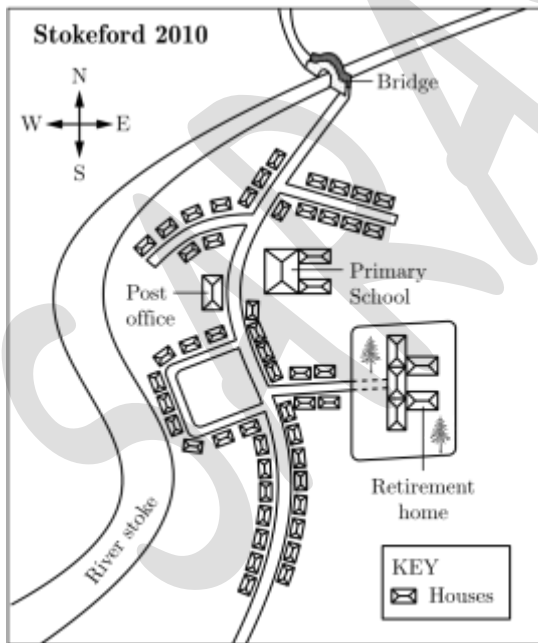 Stokeford 2010
Bridge
N
W E
S
Primary
School
Post
office
Retirement
home
River stoke
KEY
Houses